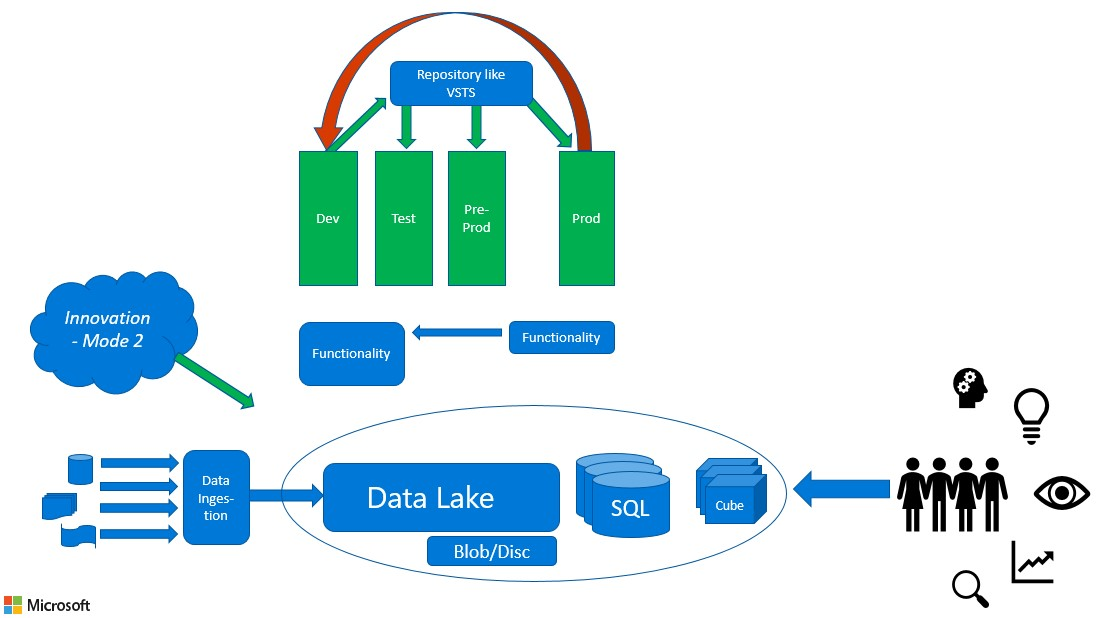 Repository like
VSTS
Dev
Test
Pre-
Prod
Prod
Innovation
- Mode 2
Functionality
Functionality
Data
Inges-
tion
Data Lake
SQL
Cube
Blob/Disc
Microsoft